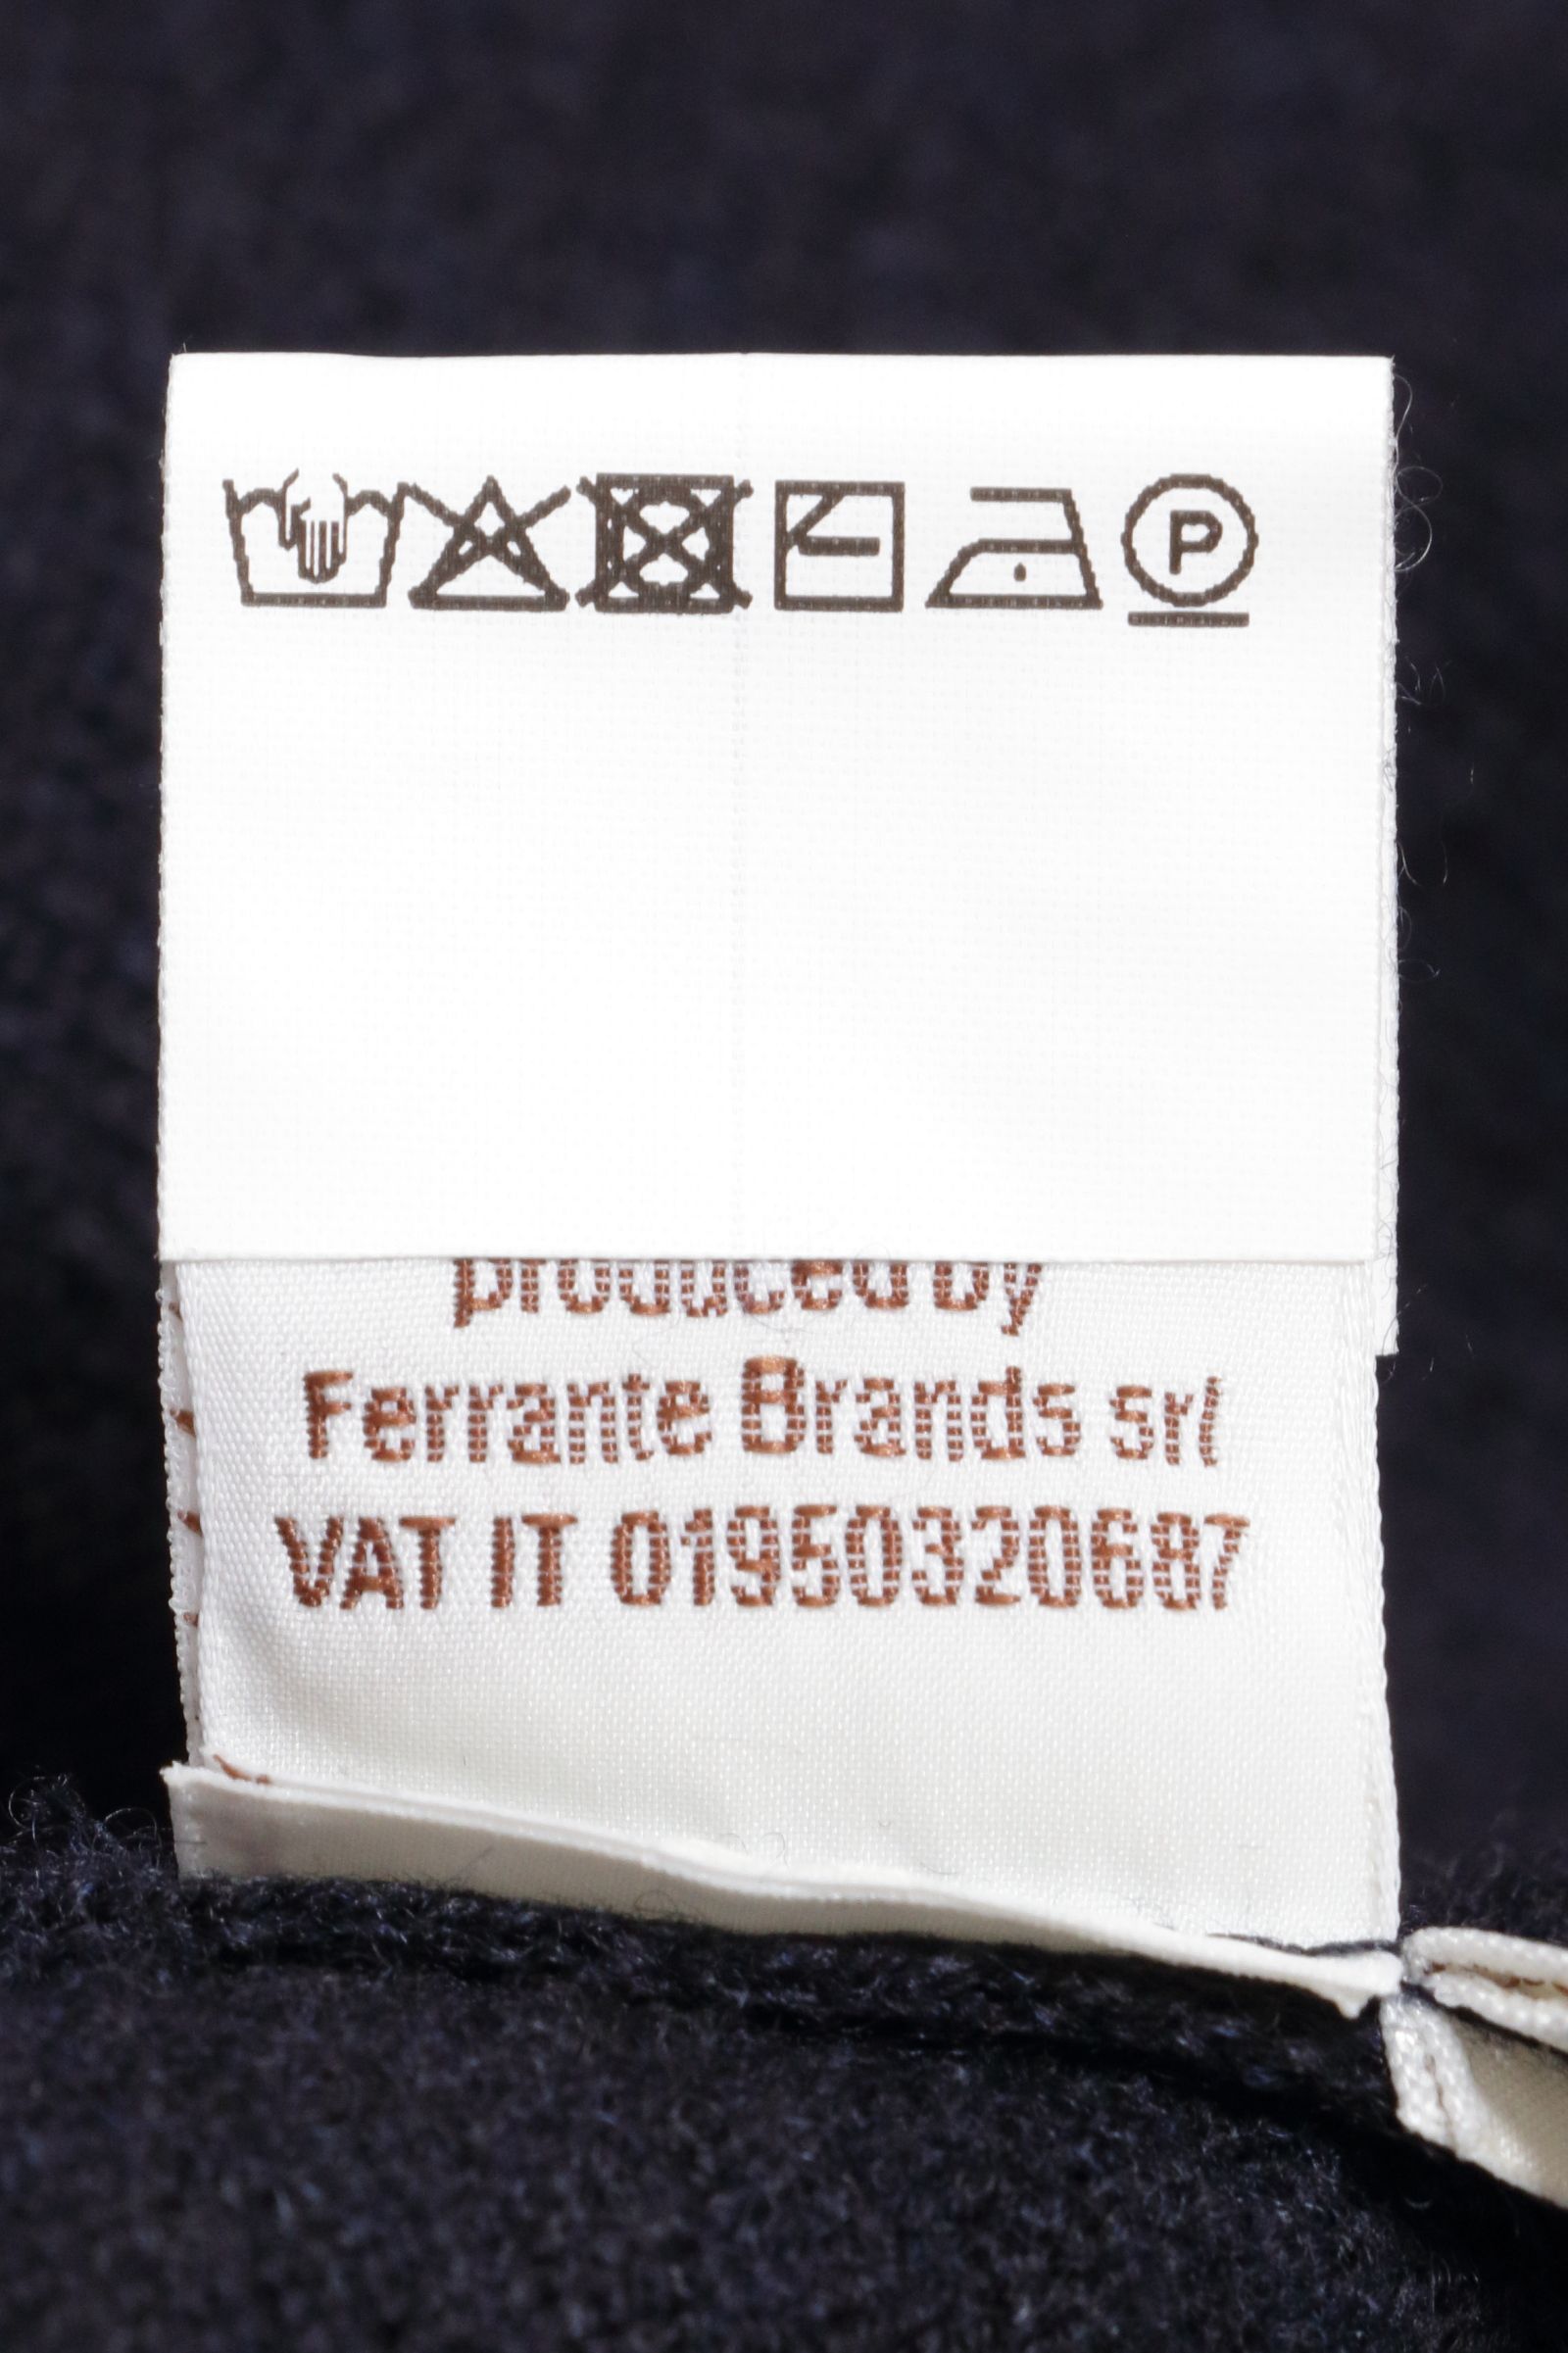 P
produced by
Ferrante Brands srl
VAT IT 01950320687